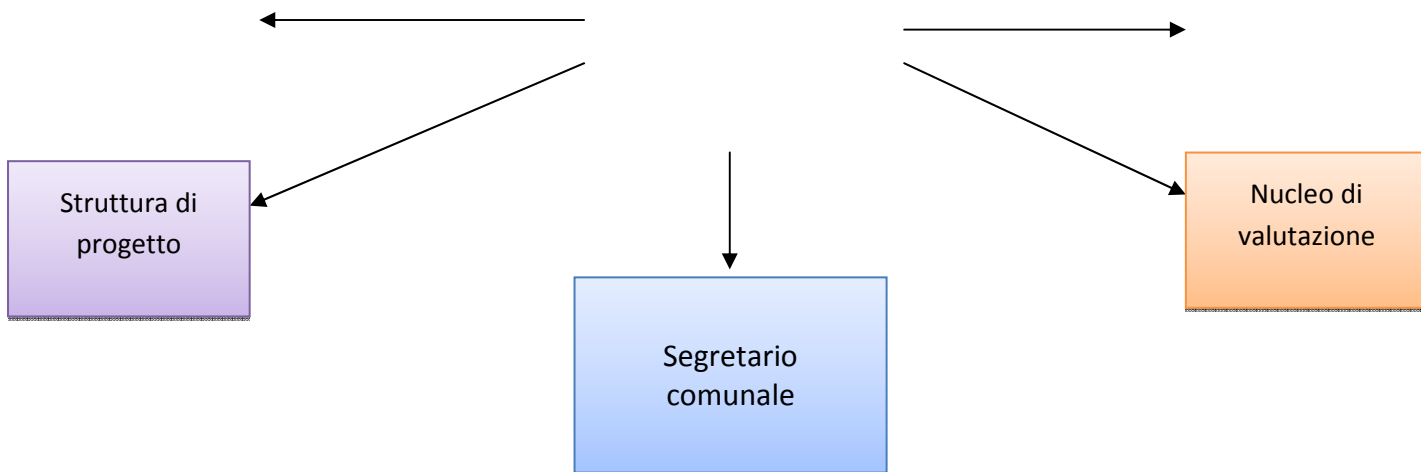 Struttura di
progetto
Nucleo di
valutazione
Segretario
comunale